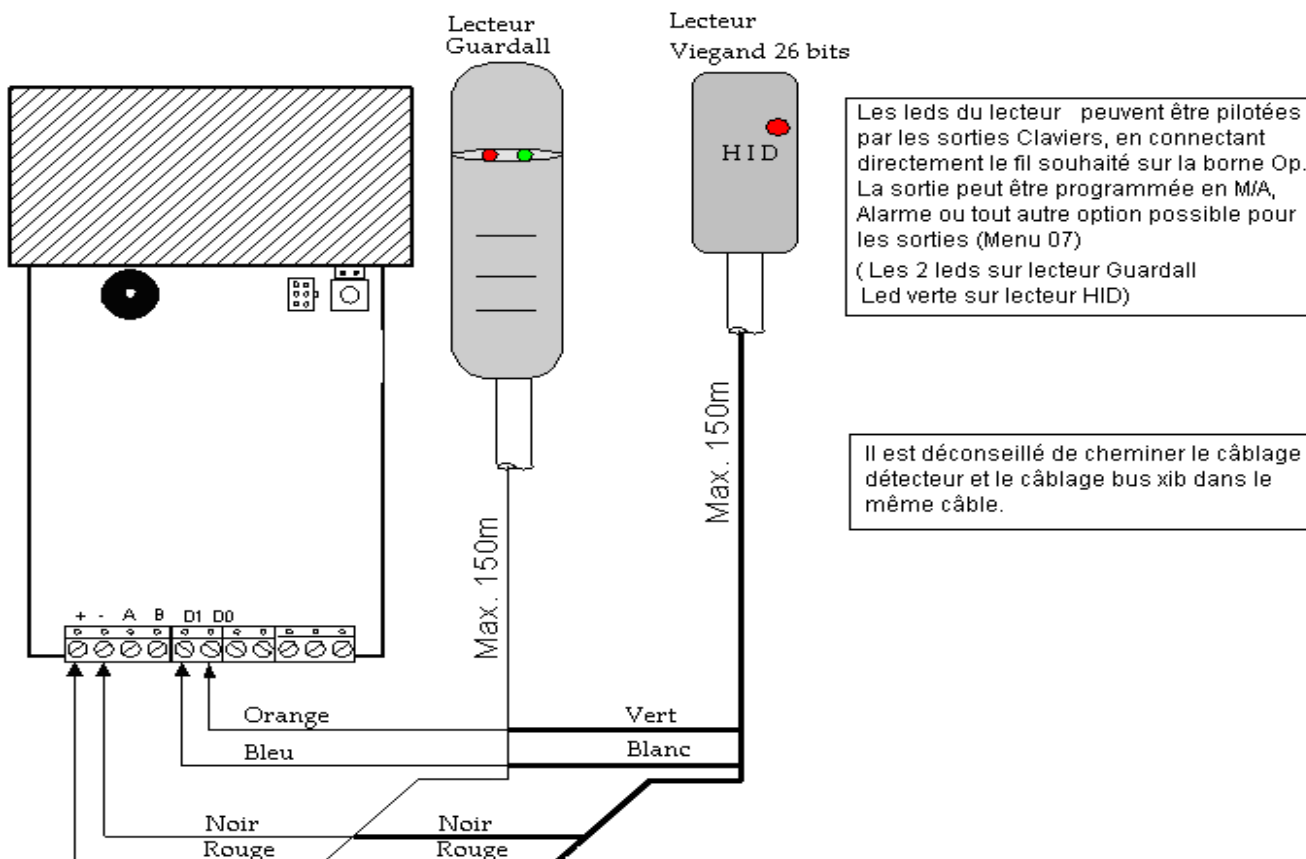 Lecteur
Guardall
Lecteur
Viegand 26 bits
HID
Les leds du lecteur peuvent être pilotées
par les sorties Claviers, en connectant
directement le fil souhaité sur la borne Op.
La sortie peut être programmée en M/A,
Alarme ou tout autre option possible pour
les sorties (Menu 07)
( Les 2 leds sur lecteur Guardall
Led verte sur lecteur HID)
Max. 150m
Max. 150m
Il est déconseillé de cheminer le câblage
détecteur et le câblage bus xib dans le
même câble.
+ - A B D1 D0
Orange
Vert
Bleu
Blanc
Noir
Noir
Rouge
Rouge